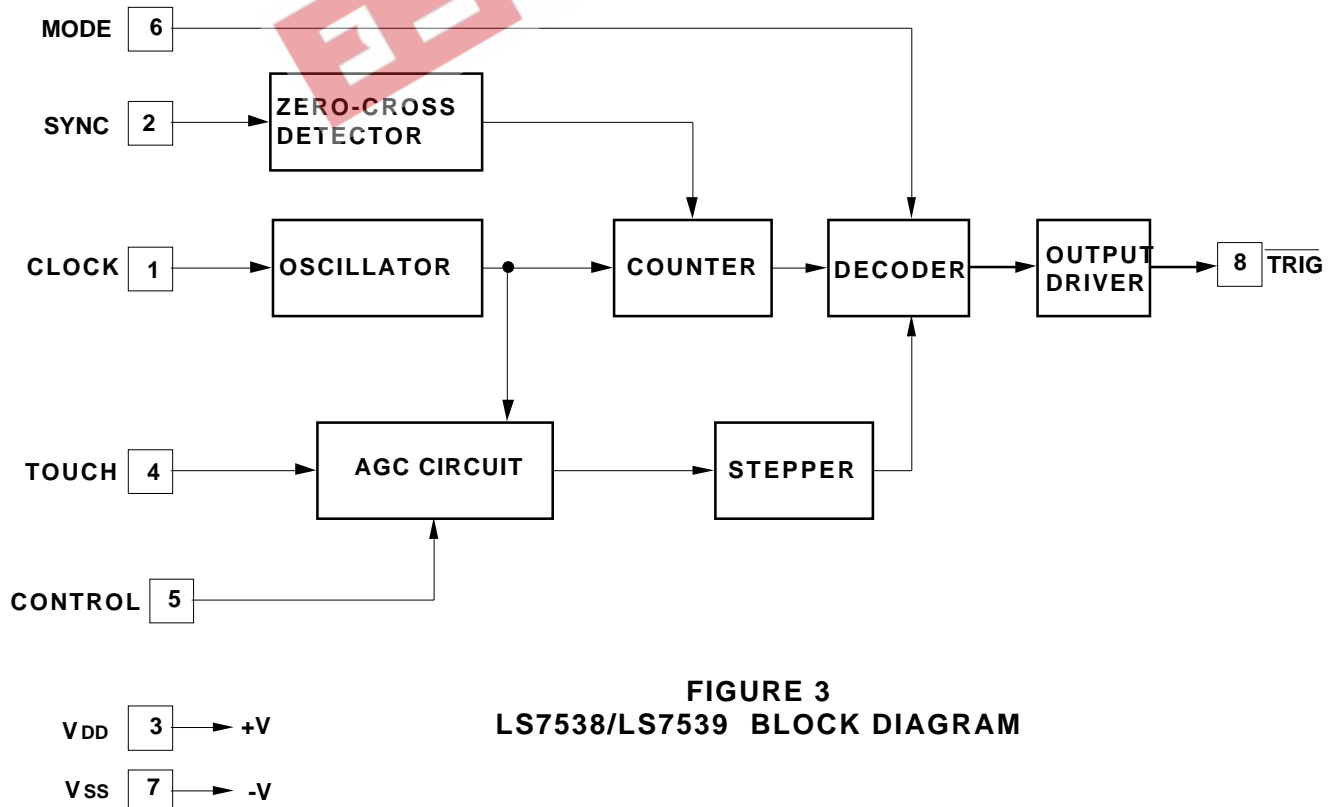 MODE 6
ZERO-CROSS
DETECTOR
SYNC 2
CLOCK 1
OSCILLATOR
COUNTER
DECODER
OUTPUT
DRIVER
8 TRIG
TOUCH 4
AGC CIRCUIT
STEPPER
CONTROL 5
FIGURE 3
LS7538/LS7539 BLOCK DIAGRAM
VDD 3 +V
VSS 7 -V